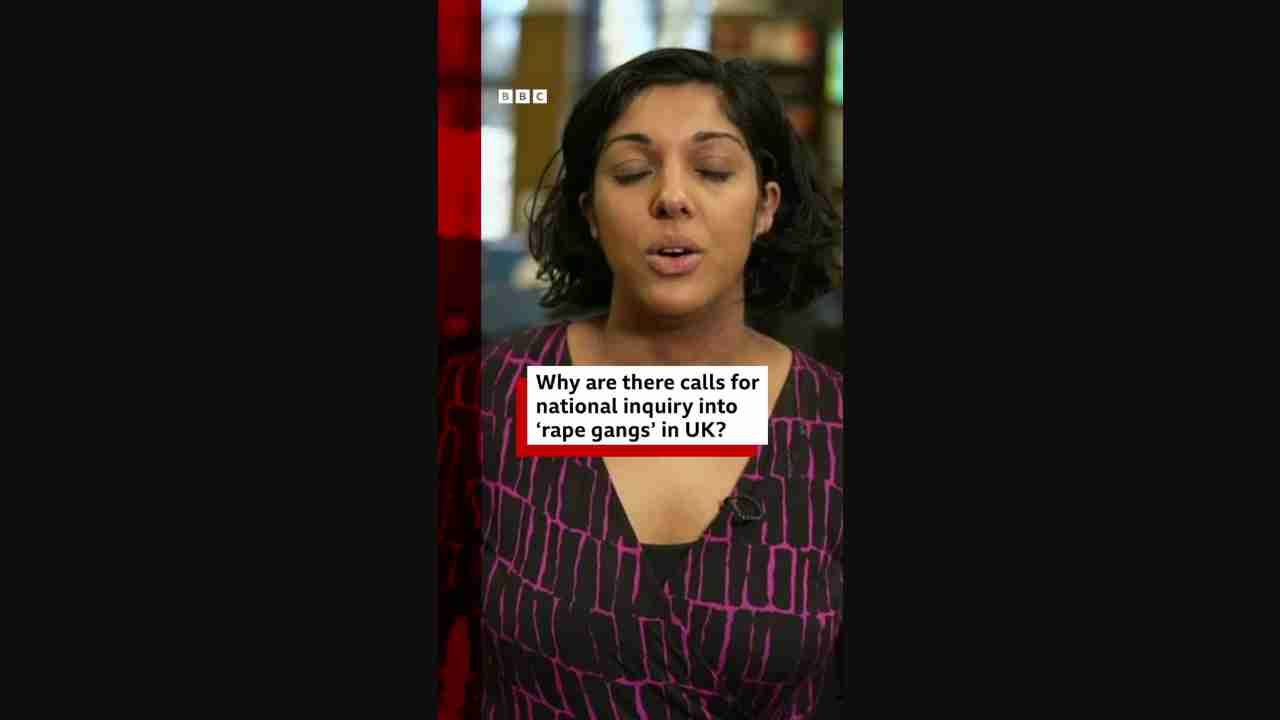 BBC
Why are there calls for
national inquiry into
‘rape gangs’ in UK?